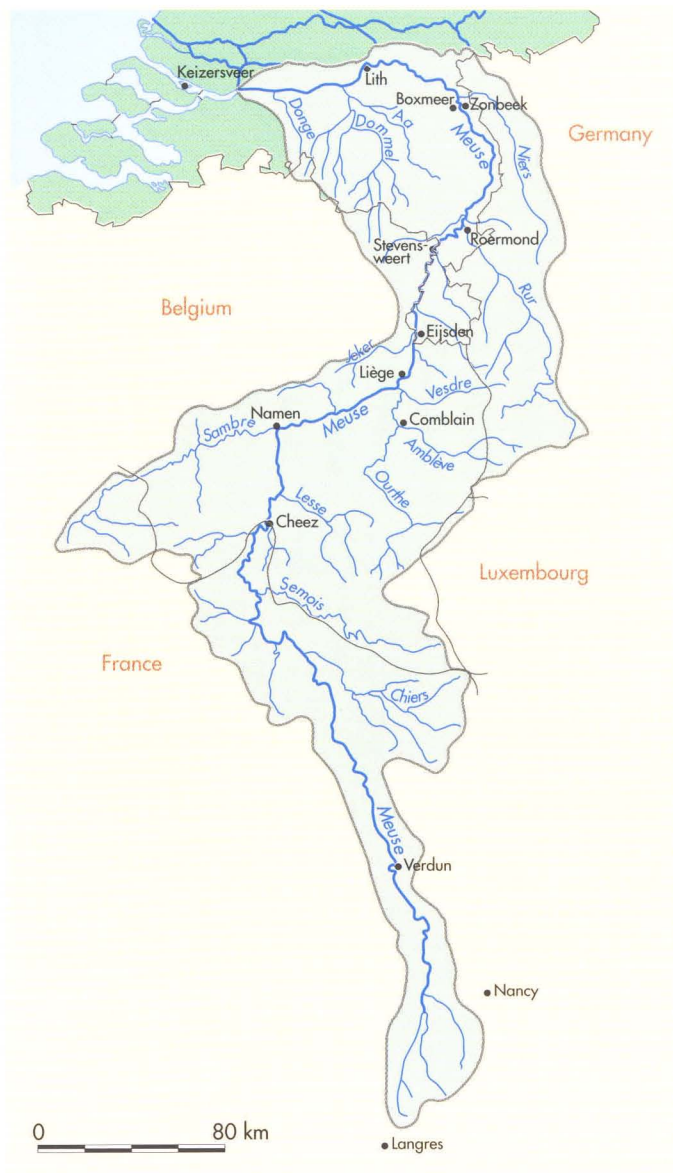 Keizersveer
Lith
Boxmeer
Zonbeek
Aa
Donge
Dommel
Meuse
Niers
Germany
Roermond
Stevens-
weert
Rur
Belgium
Eijsden
Jeker
Liège
Vesdre
Namen
Meuse
Sambre
Comblain
Amblève
Ourthe
Lesse
Cheez
Luxembourg
Semois
France
Chiers
Meuse
Verdun
Nancy
0 80 km
Langres